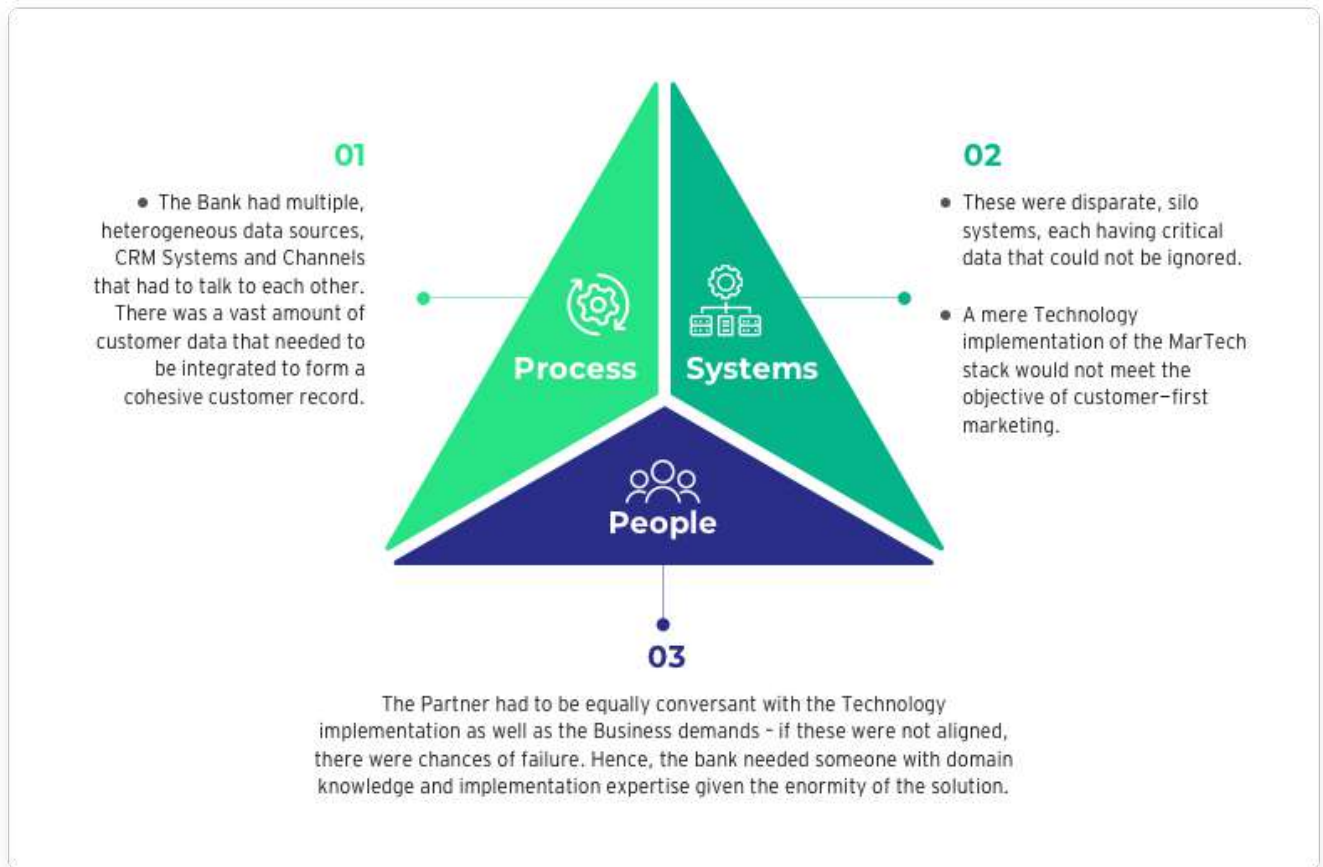 01
• The Bank had multiple,
heterogeneous data sources,
CRM Systems and Channels
that had to talk to each other.
There was a vast amount of
customer data that needed to
be integrated to form a
cohesive customer record.
Process
Systems
02
• These were disparate, silo
systems, each having critical
data that could not be ignored.
• A mere Technology
implementation of the MarTech
stack would not meet the
objective of customer–first
marketing.
People
03
The Partner had to be equally conversant with the Technology
implementation as well as the Business demands - if these were not aligned,
there were chances of failure. Hence, the bank needed someone with domain
knowledge and implementation expertise given the enormity of the solution.